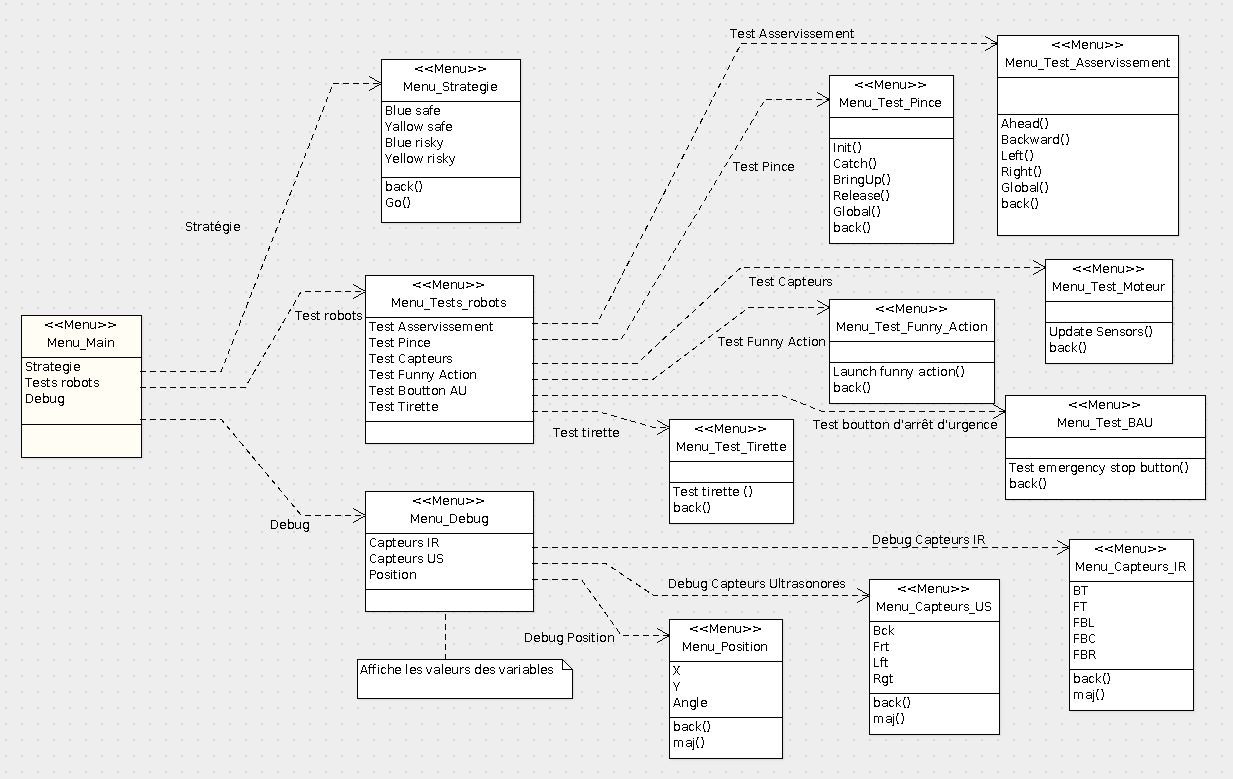 Test Asservissement
<<Menu>>
Menu_Test_Asservissement
Ahead()
Backward()
Left()
Right()
Global()
back()
<<Menu>>
Menu_Strategie
Blue safe
Yallow safe
Blue risky
Yellow risky
back()
Go()
<<Menu>>
Menu_Test_Pince
Init()
Catch()
BringUp()
Release()
Global()
back()
Test Pince
Stratégie
<<Menu>>
Menu_Tests_robots
Test Asservissement
Test Pince
Test Capteurs
Test Funny Action
Test Boutton AU
Test Tirette
Test robots
<<Menu>>
Menu_Main
Strategie
Tests robots
Debug
Test Capteurs
<<Menu>>
Menu_Test_Moteur
Update Sensors()
back()
Test Funny Action
<<Menu>>
Menu_Test_Funny_Action
Launch funny action()
back()
Test boutton d'arrêt d'urgence
<<Menu>>
Menu_Test_BAU
Test emergency stop button()
back()
Test tirette
<<Menu>>
Menu_Test_Tirette
Test tirette ()
back()
Debug
<<Menu>>
Menu_Debug
Capteurs IR
Capteurs US
Position
Affiche les valeurs des variables
Debug Capteurs IR
<<Menu>>
Menu_Capteurs_IR
BT
FT
FBL
FBC
FBR
back()
maj()
Debug Capteurs Ultrasonores
<<Menu>>
Menu_Capteurs_US
Bck
Frt
Lft
Rgt
back()
maj()
Debug Position
<<Menu>>
Menu_Position
X
Y
Angle
back()
maj()